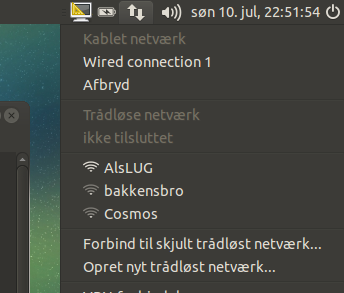 søn 10. jul, 22:51:54
Kablet netværk
Wired connection 1
Afbryd
Trådløse netværk
ikke tilsluttet
AlsLUG
bakkensbro
Cosmos
Forbind til skjult trådløst netværk...
Opret nyt trådløst netværk...